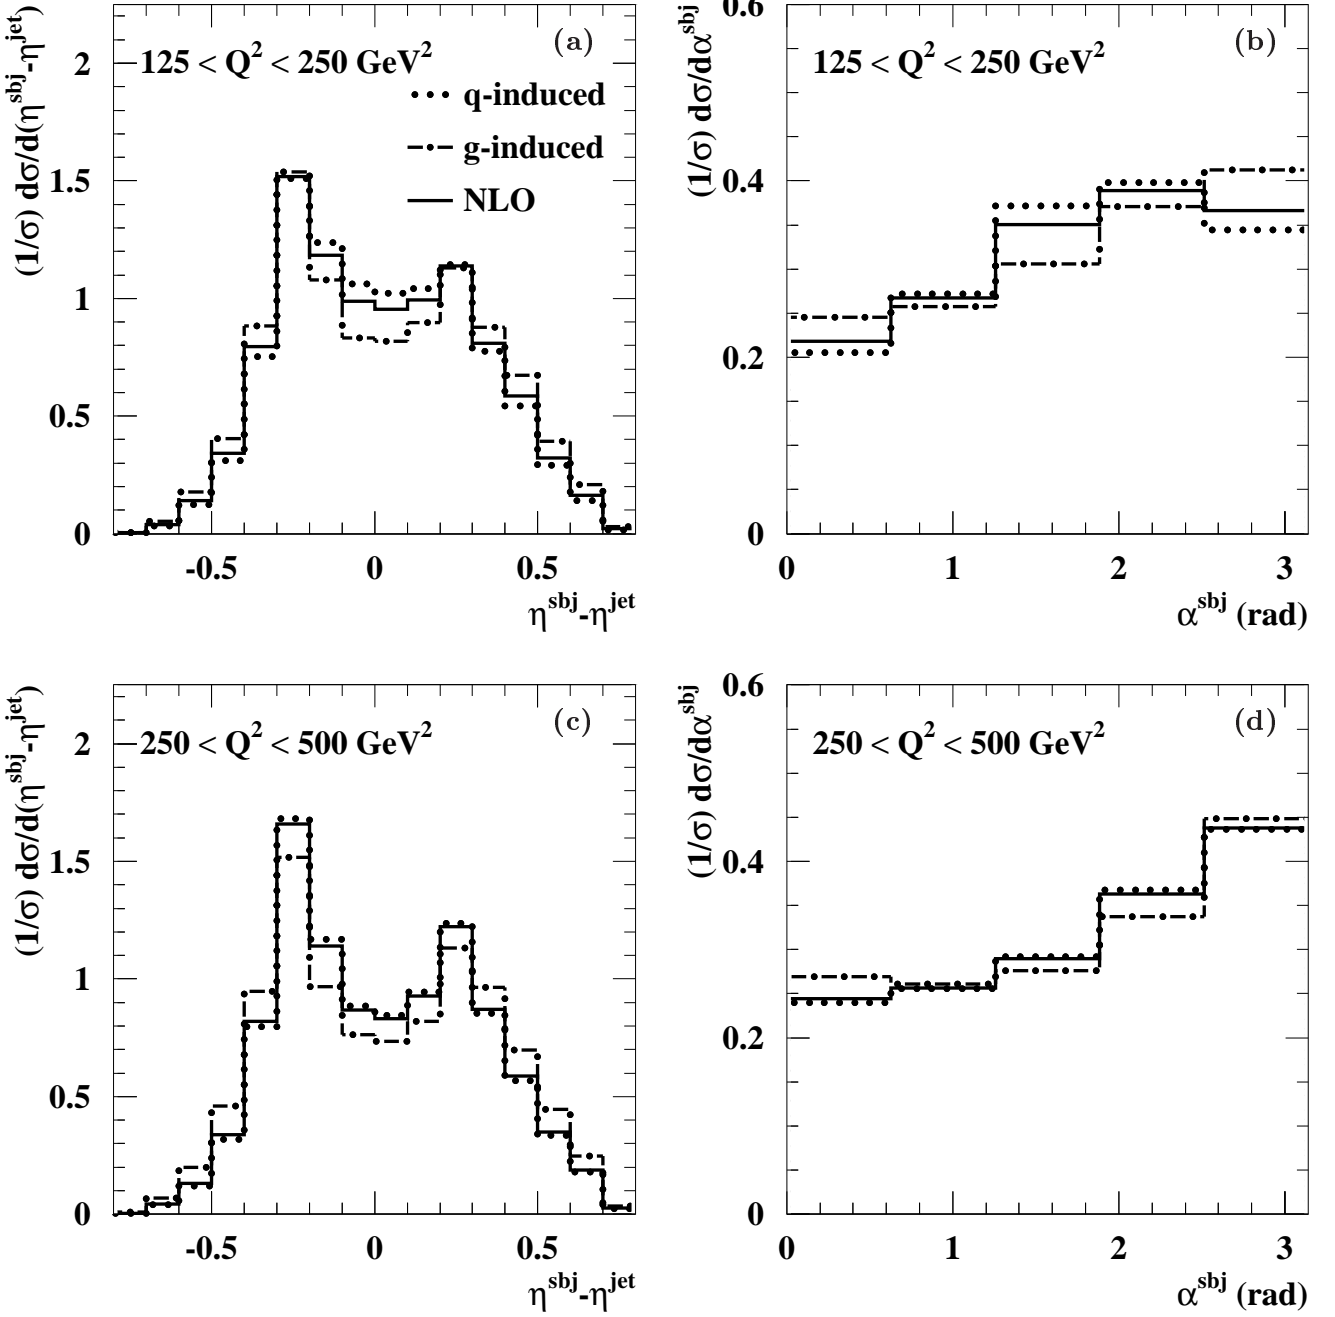 (a)
125 < Q² < 250 GeV²
q-induced
g-induced
NLO
(1/σ) dσ/d(η^sbj-η^jet)
2
1.5
1
0.5
0
-0.5 0 0.5
η^sbj-η^jet
(b)
125 < Q² < 250 GeV²
(1/σ) dσ/dα^sbj
0.6
0.4
0.2
0
0 1 2 3
α^sbj (rad)
(c)
250 < Q² < 500 GeV²
(1/σ) dσ/d(η^sbj-η^jet)
2
1.5
1
0.5
0
-0.5 0 0.5
η^sbj-η^jet
(d)
250 < Q² < 500 GeV²
(1/σ) dσ/dα^sbj
0.6
0.4
0.2
0
0 1 2 3
α^sbj (rad)